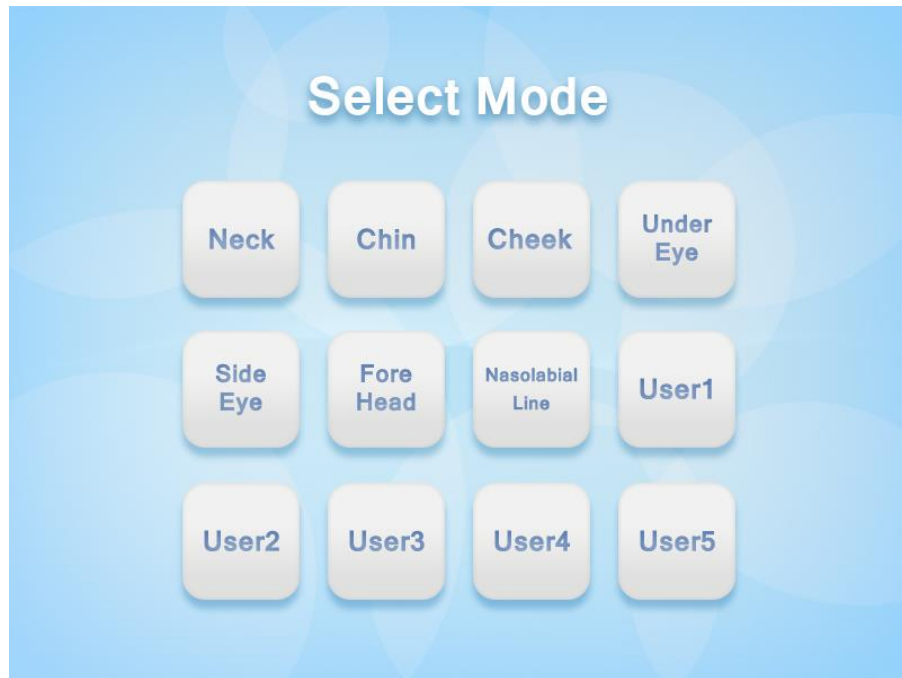 Select Mode
Neck
Chin
Cheek
Under
Eye
Side
Eye
Fore
Head
Nasolabial
Line
User1
User2
User3
User4
User5